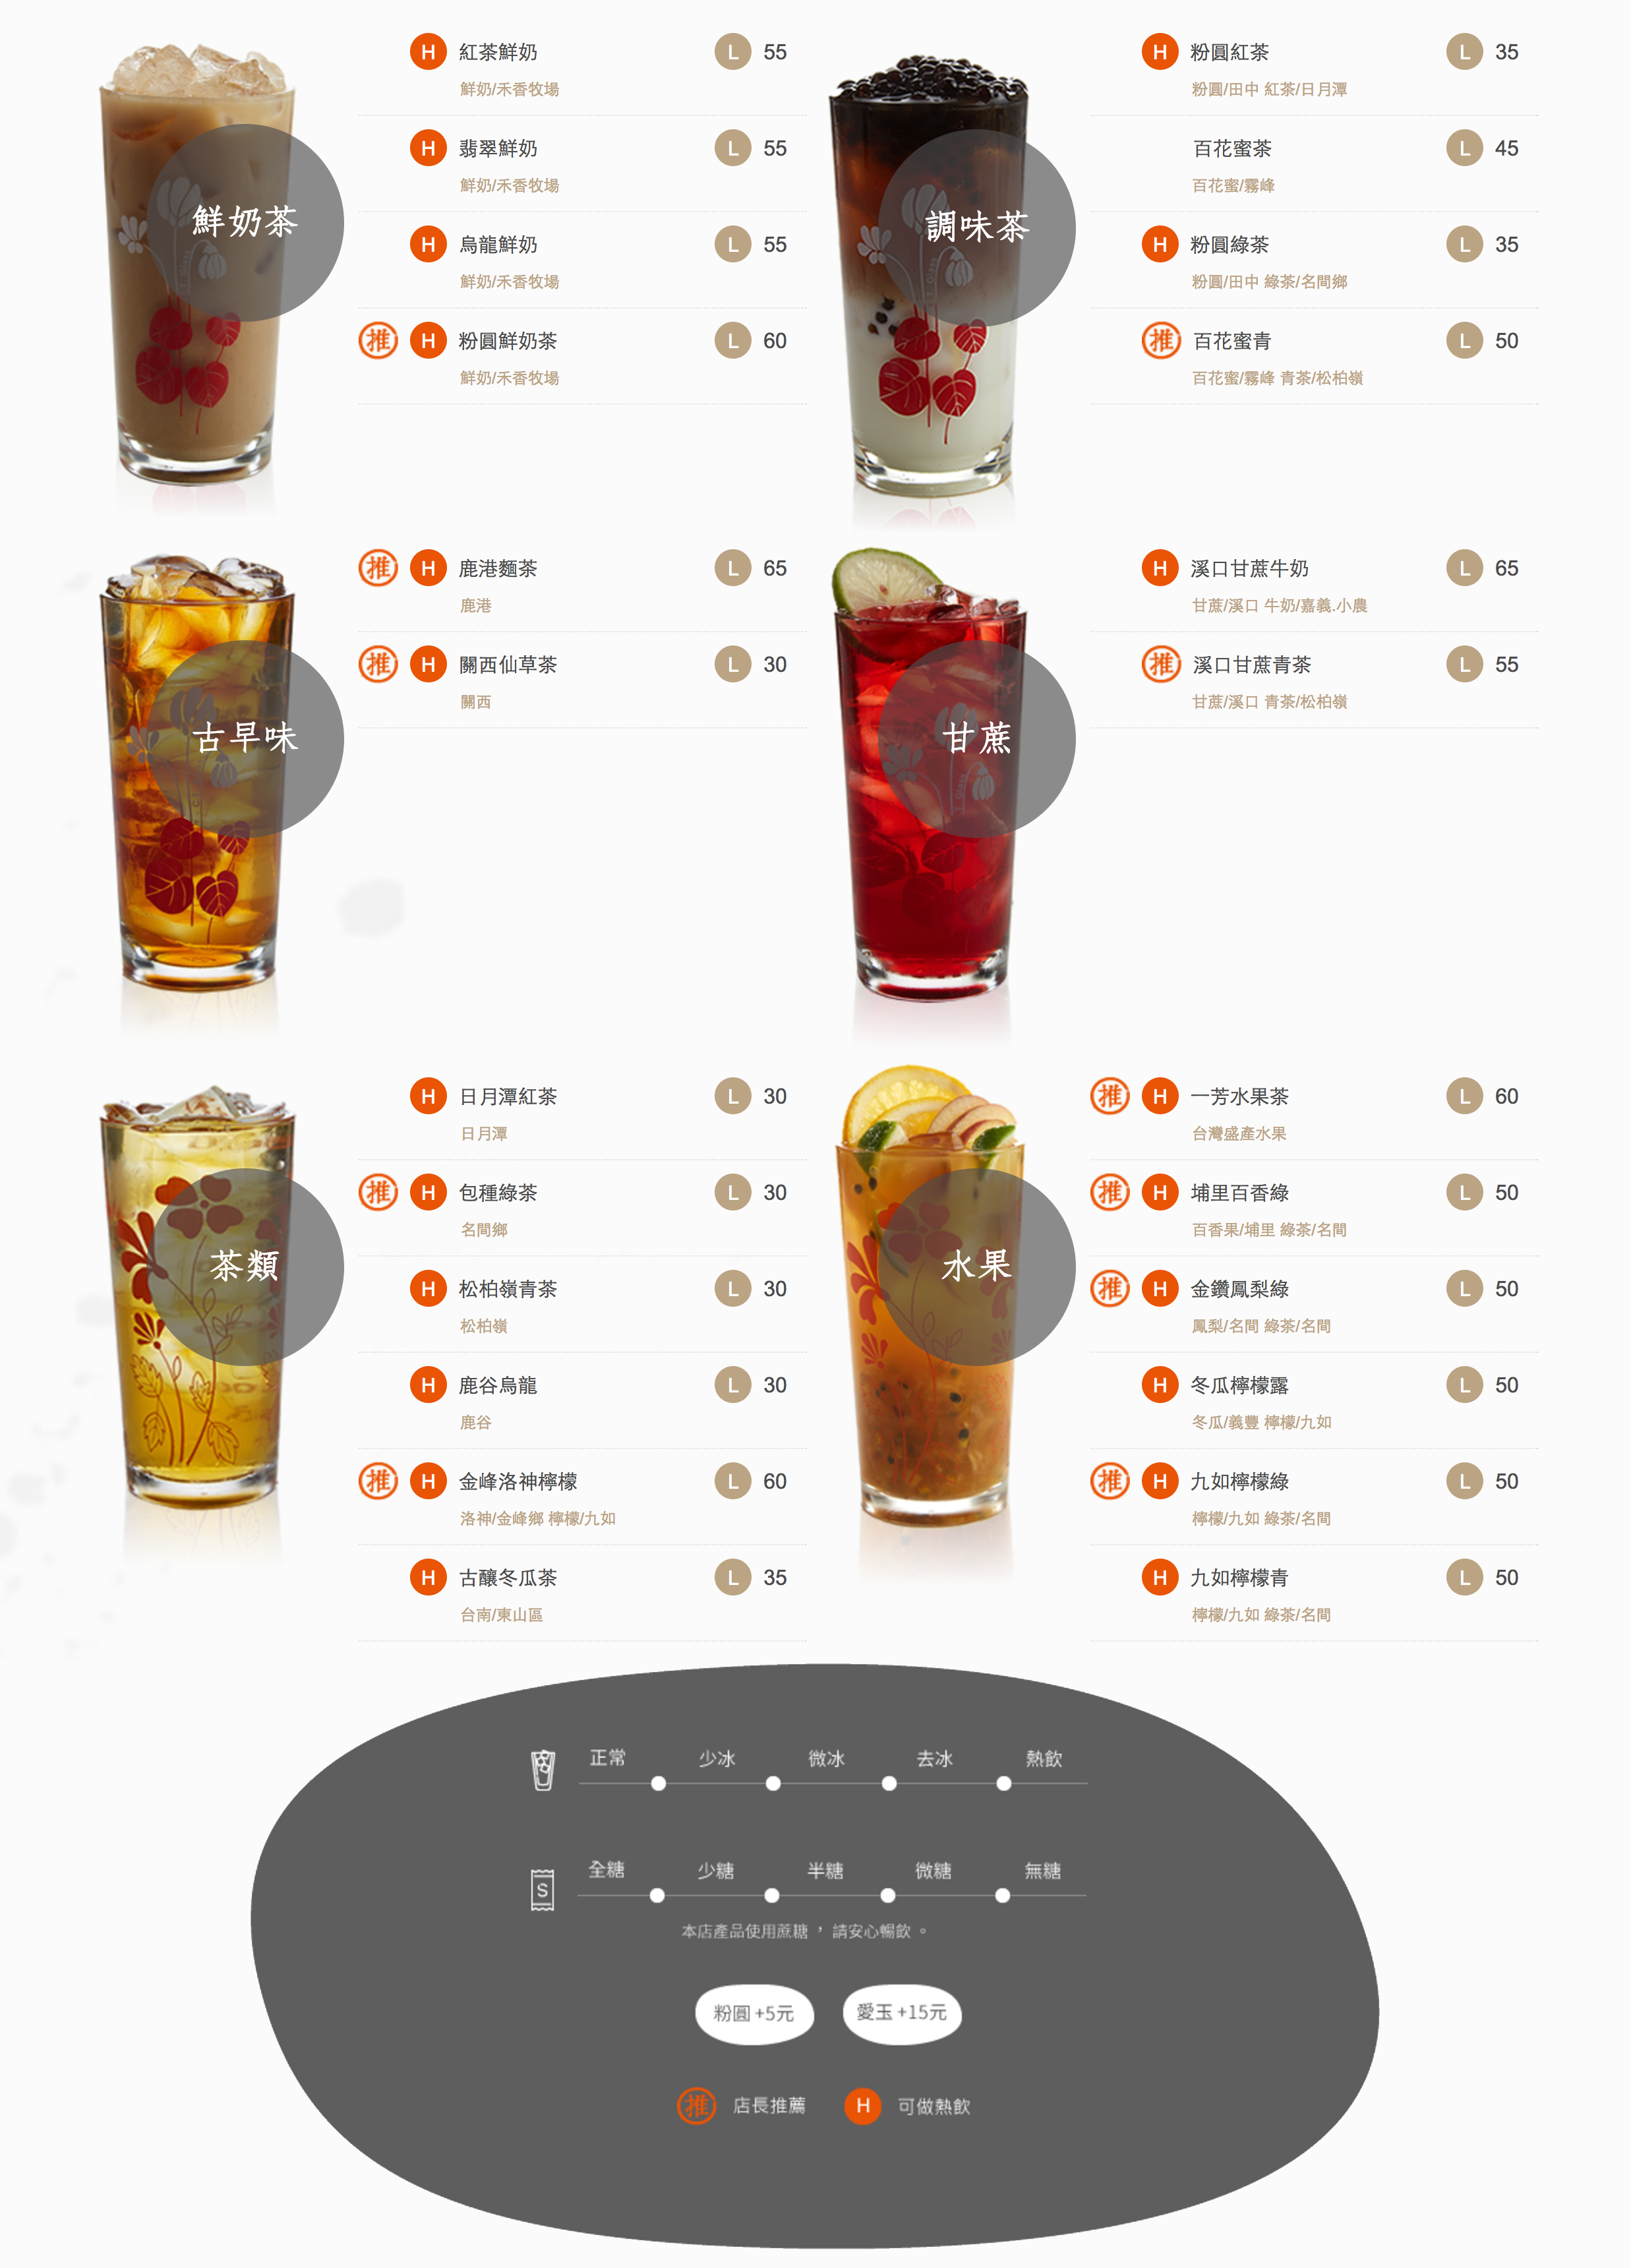 鮮奶茶
H 紅茶鮮奶 L 55
鮮奶/禾香牧場
H 翡翠鮮奶 L 55
鮮奶/禾香牧場
H 烏龍鮮奶 L 55
鮮奶/禾香牧場
推 H 粉圓鮮奶茶 L 60
鮮奶/禾香牧場
調味茶
H 粉圓紅茶 L 35
粉圓/田中 紅茶/日月潭
百花蜜茶 L 45
百花蜜/霧峰
H 粉圓綠茶 L 35
粉圓/田中 綠茶/名間鄉
推 百花蜜青 L 50
百花蜜/霧峰 青茶/松柏嶺
古早味
推 H 鹿港麵茶 L 65
鹿港
推 H 關西仙草茶 L 30
關西
甘蔗
H 溪口甘蔗牛奶 L 65
甘蔗/溪口 牛奶/嘉義.小農
推 溪口甘蔗青茶 L 55
甘蔗/溪口 青茶/松柏嶺
茶類
H 日月潭紅茶 L 30
日月潭
推 H 包種綠茶 L 30
名間鄉
H 松柏嶺青茶 L 30
松柏嶺
H 鹿谷烏龍 L 30
鹿谷
推 H 金峰洛神檸檬 L 60
洛神/金峰鄉 檸檬/九如
H 古釀冬瓜茶 L 35
台南/東山區
水果
推 H 一芳水果茶 L 60
台灣盛產水果
推 H 埔里百香綠 L 50
百香果/埔里 綠茶/名間
推 H 金鑽鳳梨綠 L 50
鳳梨/名間 綠茶/名間
H 冬瓜檸檬露 L 50
冬瓜/義豐 檸檬/九如
推 H 九如檸檬綠 L 50
檸檬/九如 綠茶/名間
H 九如檸檬青 L 50
檸檬/九如 綠茶/名間
正常 少冰 微冰 去冰 熱飲
S 全糖 少糖 半糖 微糖 無糖
本店產品使用蔗糖，請安心暢飲。
粉圓+5元 愛玉+15元
推 店長推薦 H 可做熱飲